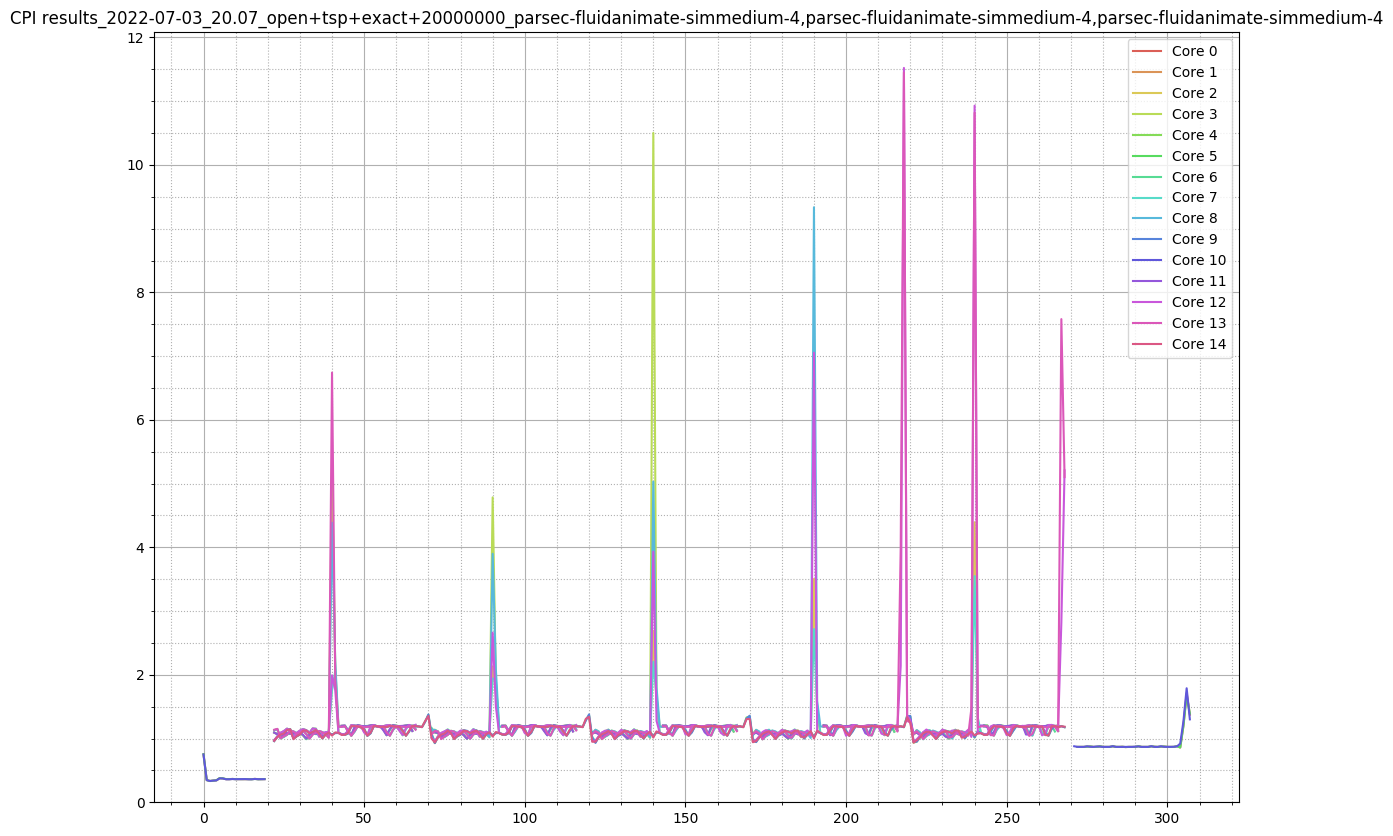 CPI results_2022-07-03_20.07_open+tsp+exact+20000000_parsec-fluidanimate-simmedium-4,parsec-fluidanimate-simmedium-4,parsec-fluidanimate-simmedium-4
12
10
8
6
4
2
0
0 50 100 150 200 250 300
Core 0
Core 1
Core 2
Core 3
Core 4
Core 5
Core 6
Core 7
Core 8
Core 9
Core 10
Core 11
Core 12
Core 13
Core 14